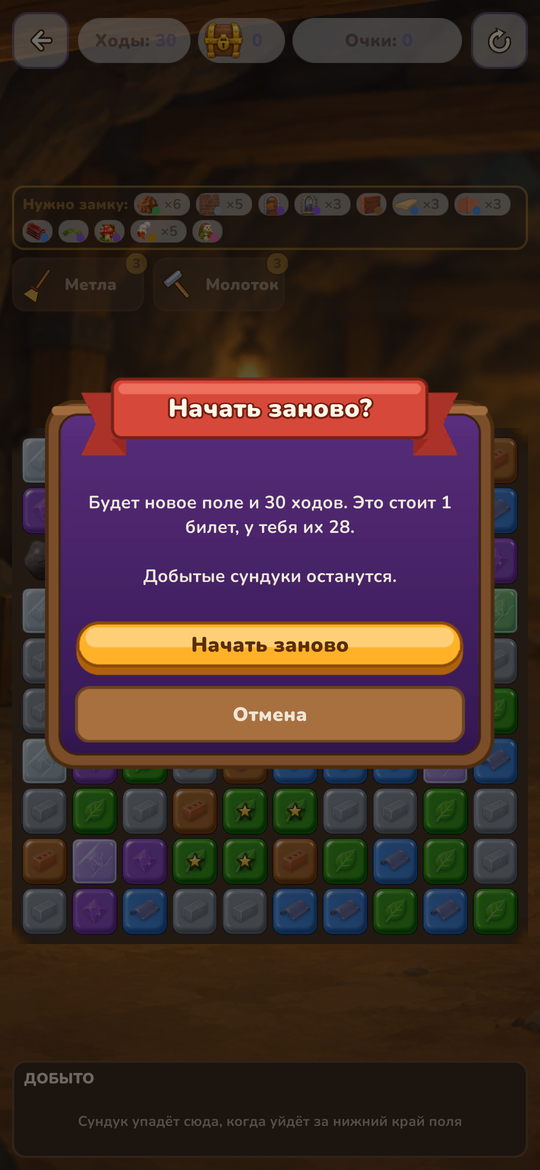 Ходы: 30
0
Очки: 0
Нужно замку:
×6
×5
×3
×3
×3
×5
Метла
3
Молоток
3
Начать заново?
Будет новое поле и 30 ходов. Это стоит 1
билет, у тебя их 28.
Добытые сундуки останутся.
Начать заново
Отмена
ДОБЫТО
Сундук упадёт сюда, когда уйдёт за нижний край поля